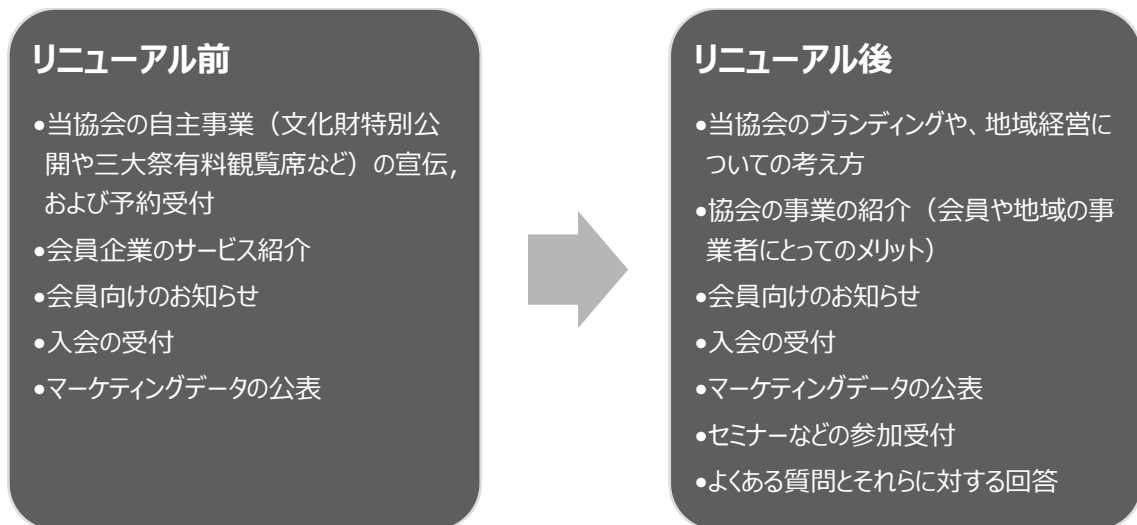 リニューアル前
•当協会の自主事業（文化財特別公
開や三大祭有料観覧席など）の宣伝,
および予約受付
•会員企業のサービス紹介
•会員向けのお知らせ
•入会の受付
•マーケティングデータの公表
リニューアル後
•当協会のブランディングや、地域経営に
ついての考え方
•協会の事業の紹介（会員や地域の事
業者にとってのメリット）
•会員向けのお知らせ
•入会の受付
•マーケティングデータの公表
•セミナーなどの参加受付
•よくある質問とそれらに対する回答